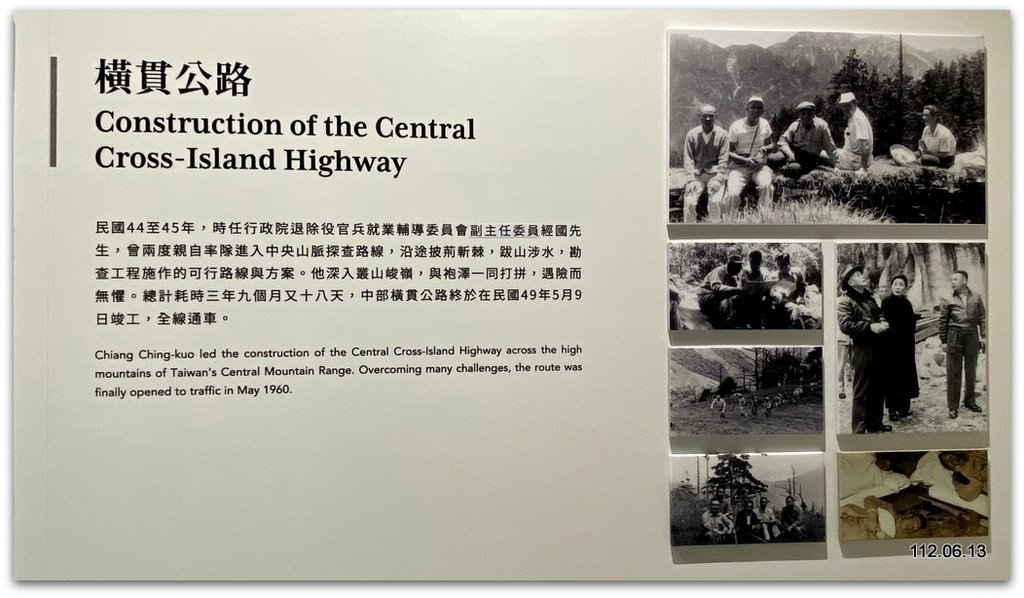 橫貫公路
Construction of the Central
Cross-Island Highway
民國44至45年，時任行政院退除役官兵就業輔導委員會副主任委員經國先
生，曾兩度親自率隊進入中央山脈探查路線，沿途披荊斬棘，跋山涉水，勘
查工程施作的可行路線與方案。他深入叢山峻嶺，與袍澤一同打拼，遇險而
無懼。總計耗時三年九個月又十八天，中部橫貫公路終於在民國49年5月9
日竣工，全線通車。
Chiang Ching-kuo led the construction of the Central Cross-Island Highway across the high
mountains of Taiwan's Central Mountain Range. Overcoming many challenges, the route was
finally opened to traffic in May 1960.
112.06.13